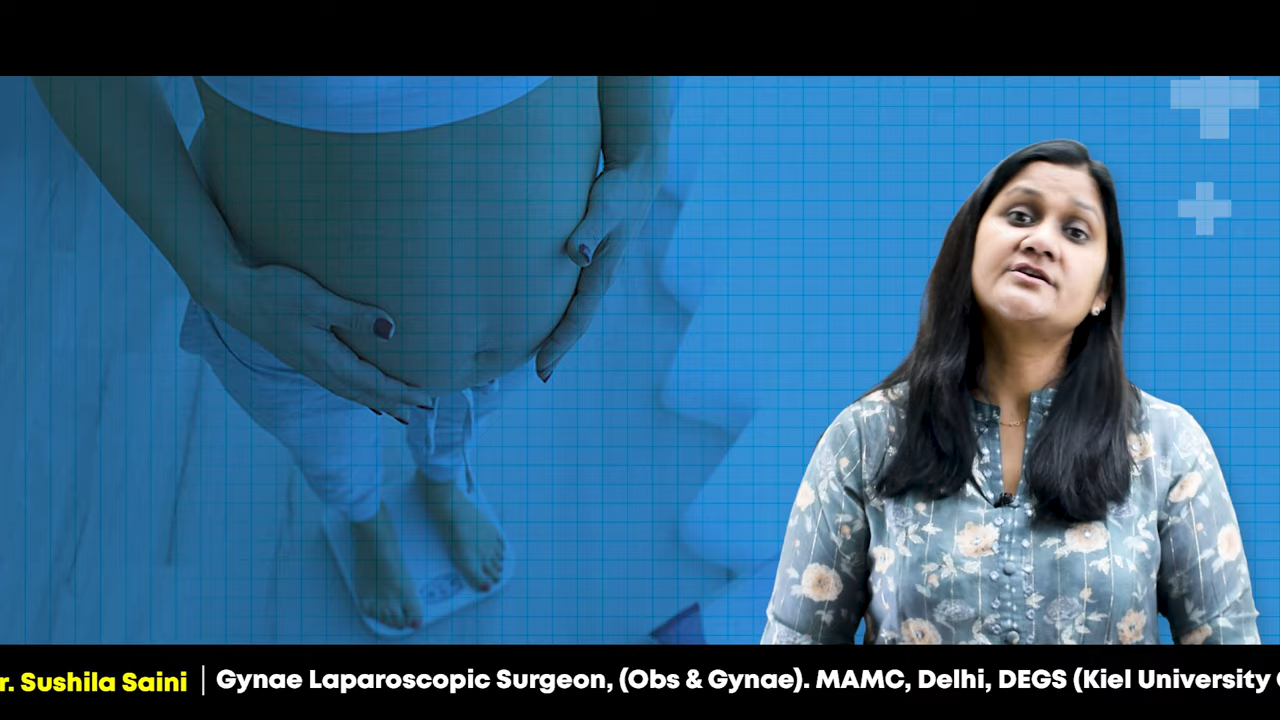 r. Sushila Saini | Gynae Laparoscopic Surgeon, (Obs & Gynae). MAMC, Delhi, DEGS (Kiel University